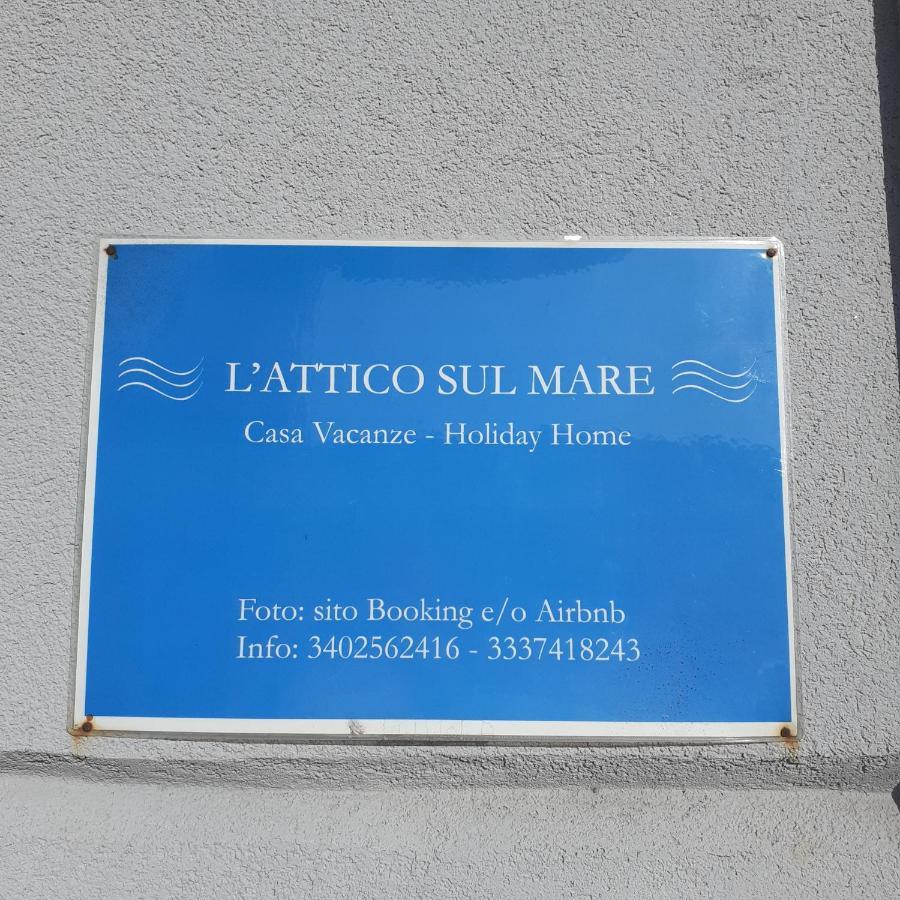 L'ATTICO SUL MARE
Casa Vacanze - Holiday Home
Foto: sito Booking e/o Airbnb
Info: 3402562416 - 3337418243